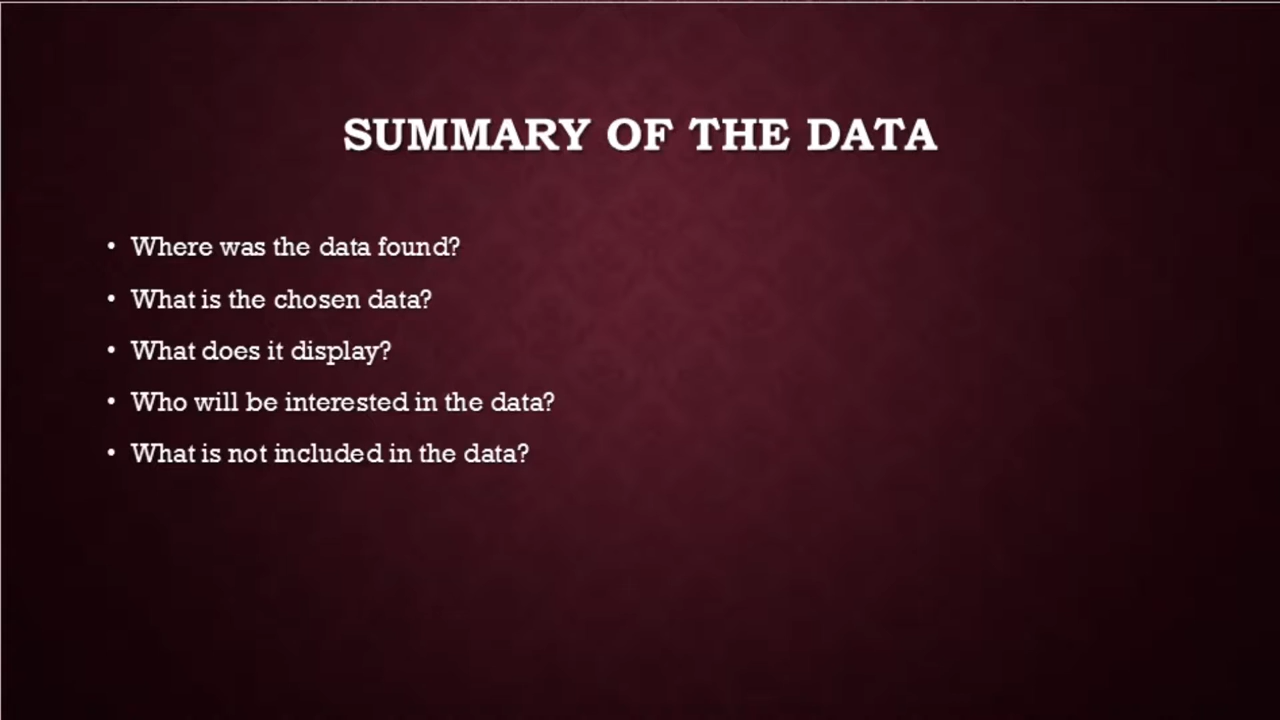 SUMMARY OF THE DATA
• Where was the data found?
• What is the chosen data?
• What does it display?
• Who will be interested in the data?
• What is not included in the data?